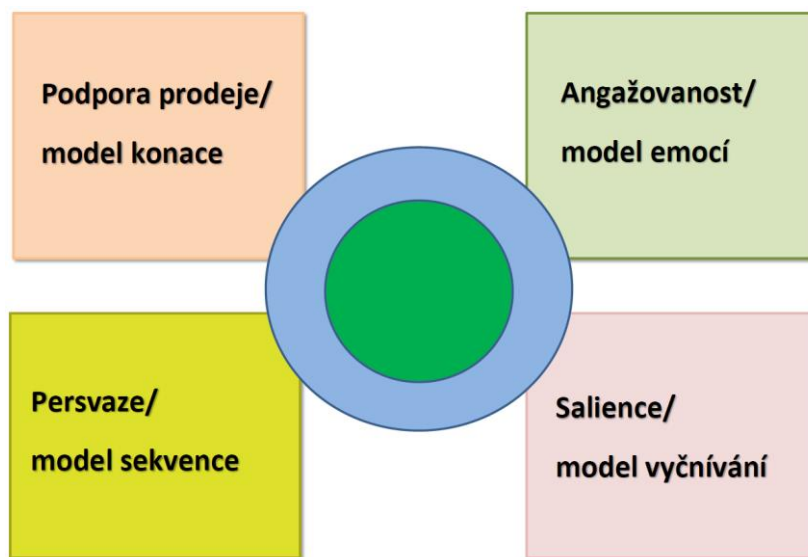 Podpora prodeje/
model konace
Angažovanost/
model emocí
Persvaze/
model sekvence
Salience/
model vyčnívání